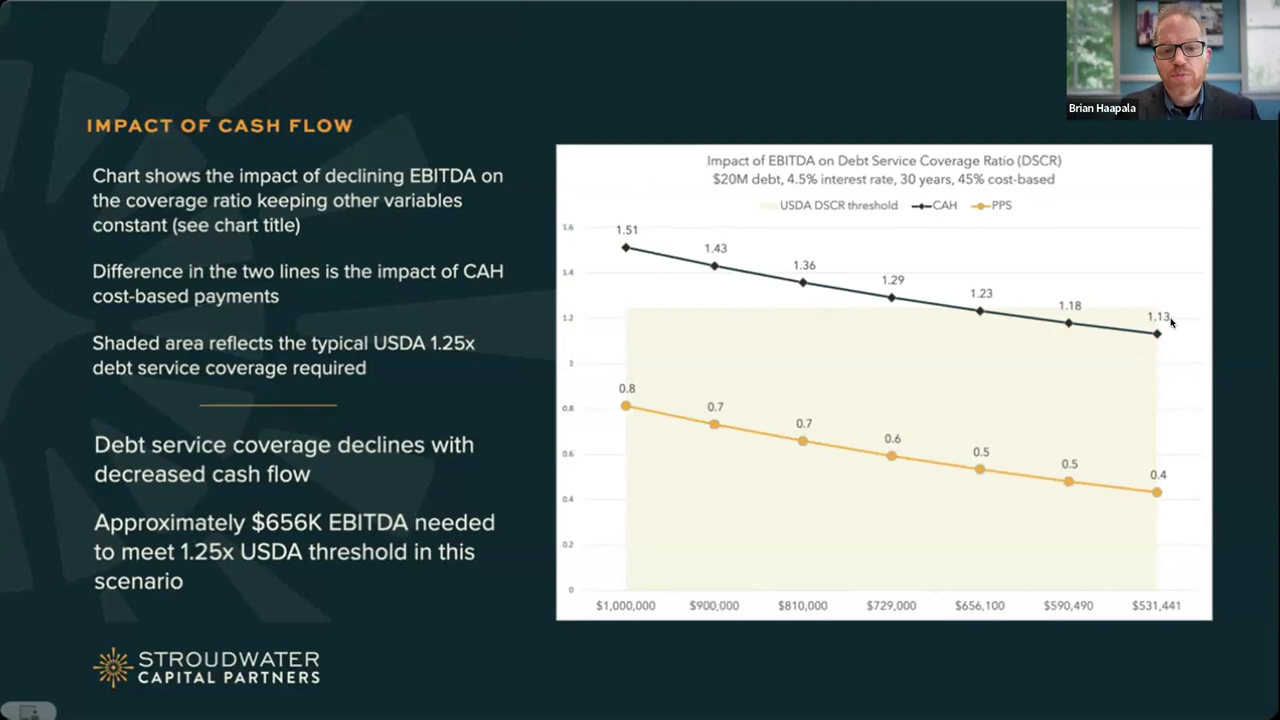 Brian Haapala
IMPACT OF CASH FLOW
Chart shows the impact of declining EBITDA on
the coverage ratio keeping other variables
constant (see chart title)
Difference in the two lines is the impact of CAH
cost-based payments
Shaded area reflects the typical USDA 1.25x
debt service coverage required
Debt service coverage declines with
decreased cash flow
Approximately $656K EBITDA needed
to meet 1.25x USDA threshold in this
scenario
STROUDWATER
CAPITAL PARTNERS
Impact of EBITDA on Debt Service Coverage Ratio (DSCR)
$20M debt, 4.5% interest rate, 30 years, 45% cost-based
USDA DSCR threshold CAH PPS
1.6
1.4
1.2
1
0.8
0.6
0.4
0.2
0
1.51
1.43
1.36
1.29
1.23
1.18
1.13
0.8
0.7
0.7
0.6
0.5
0.5
0.4
$1,000,000 $900,000 $810,000 $729,000 $656,100 $590,490 $531,441